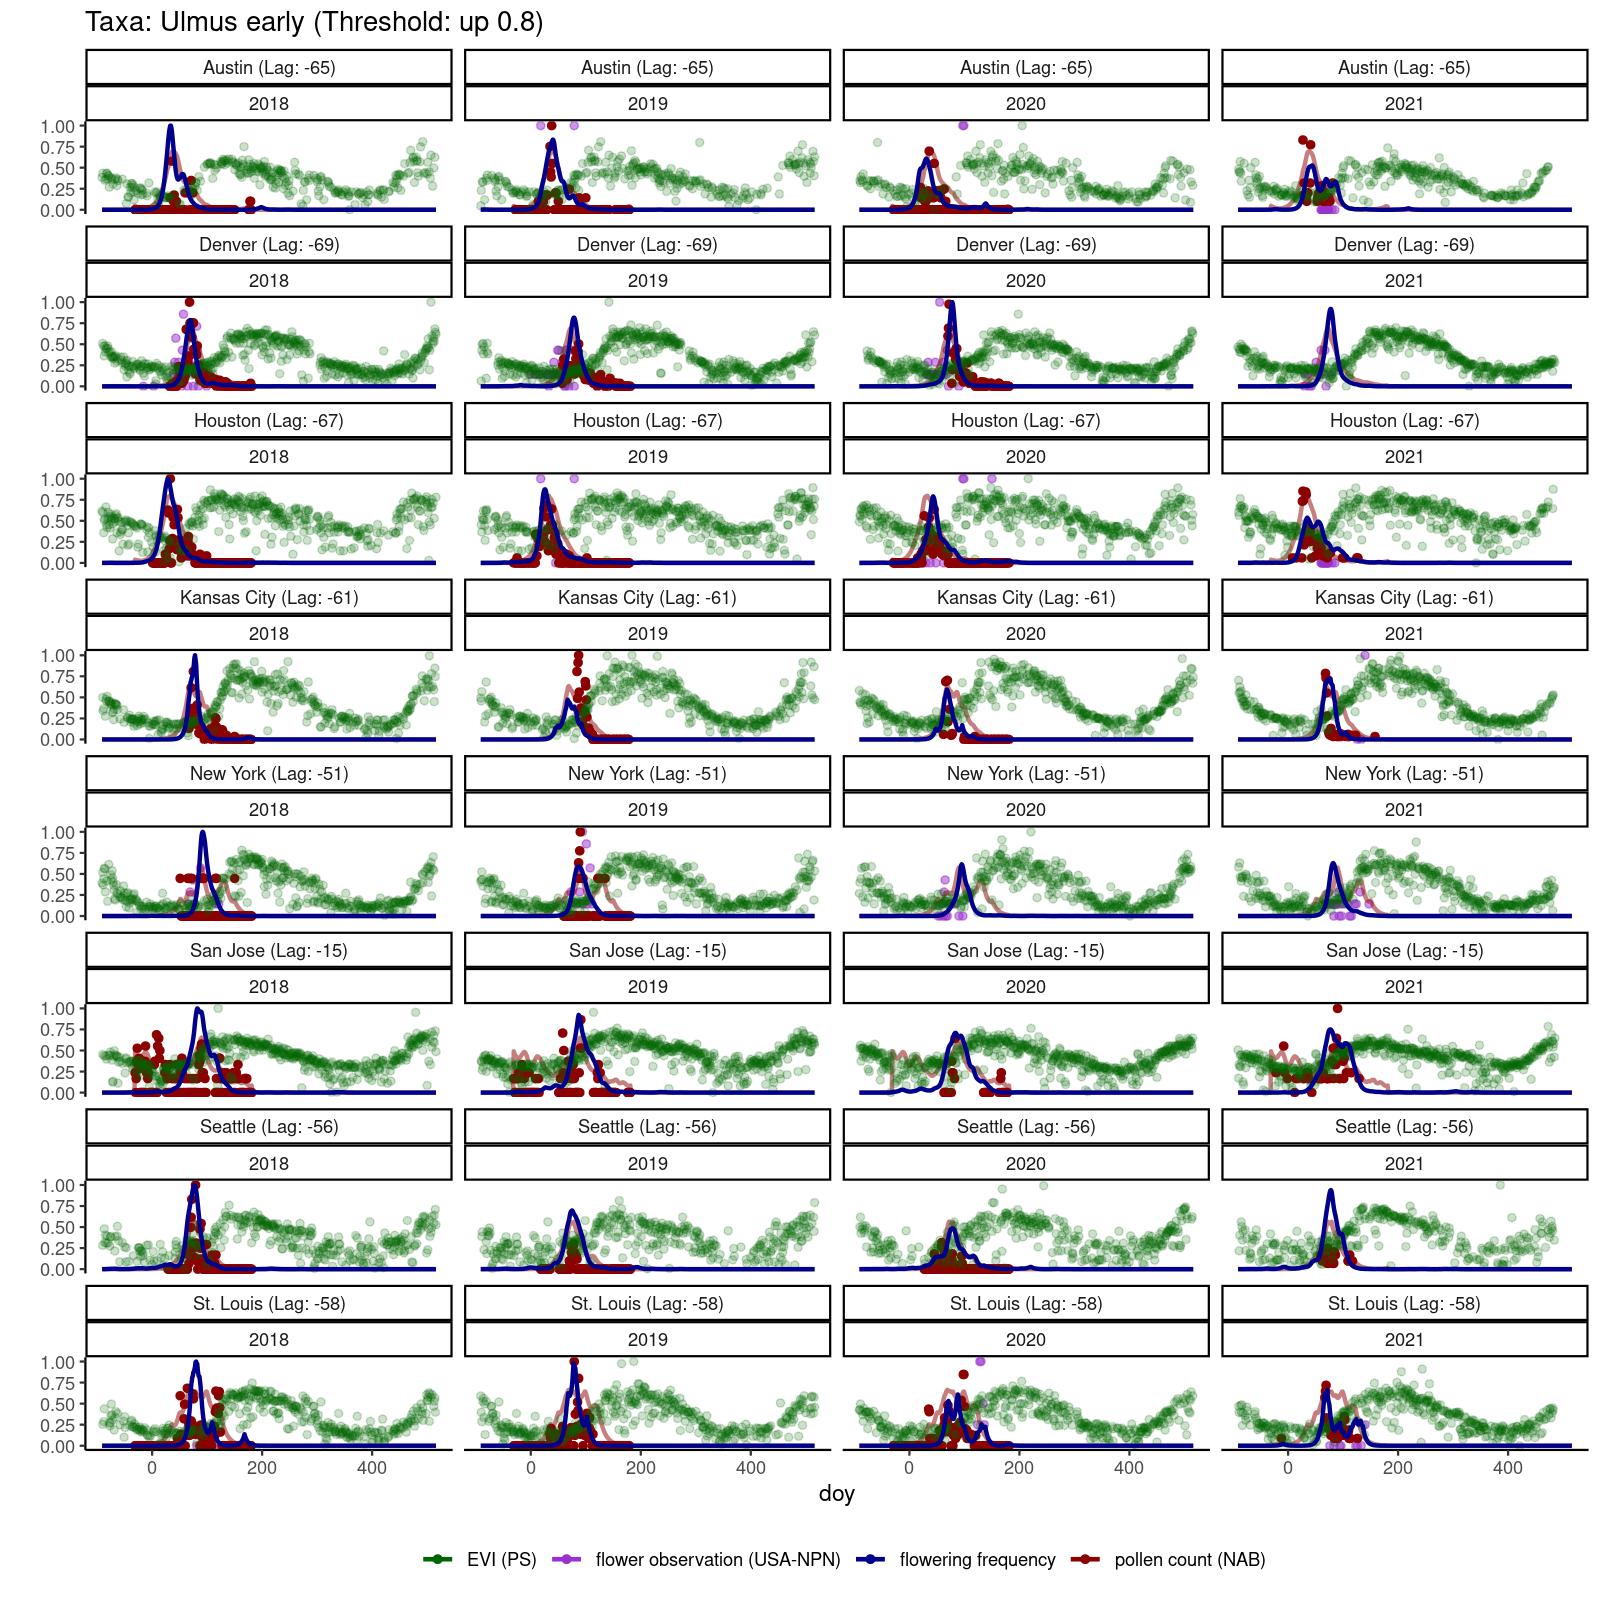 Taxa: Ulmus early (Threshold: up 0.8)
Austin (Lag: -65) Austin (Lag: -65) Austin (Lag: -65) Austin (Lag: -65)
2018 2019 2020 2021
1.00
0.75
0.50
0.25
0.00
Denver (Lag: -69) Denver (Lag: -69) Denver (Lag: -69) Denver (Lag: -69)
2018 2019 2020 2021
1.00
0.75
0.50
0.25
0.00
Houston (Lag: -67) Houston (Lag: -67) Houston (Lag: -67) Houston (Lag: -67)
2018 2019 2020 2021
1.00
0.75
0.50
0.25
0.00
Kansas City (Lag: -61) Kansas City (Lag: -61) Kansas City (Lag: -61) Kansas City (Lag: -61)
2018 2019 2020 2021
1.00
0.75
0.50
0.25
0.00
New York (Lag: -51) New York (Lag: -51) New York (Lag: -51) New York (Lag: -51)
2018 2019 2020 2021
1.00
0.75
0.50
0.25
0.00
San Jose (Lag: -15) San Jose (Lag: -15) San Jose (Lag: -15) San Jose (Lag: -15)
2018 2019 2020 2021
1.00
0.75
0.50
0.25
0.00
Seattle (Lag: -56) Seattle (Lag: -56) Seattle (Lag: -56) Seattle (Lag: -56)
2018 2019 2020 2021
1.00
0.75
0.50
0.25
0.00
St. Louis (Lag: -58) St. Louis (Lag: -58) St. Louis (Lag: -58) St. Louis (Lag: -58)
2018 2019 2020 2021
1.00
0.75
0.50
0.25
0.00
0 200 400 0 200 400 0 200 400 0 200 400
doy
EVI (PS) flower observation (USA-NPN) flowering frequency pollen count (NAB)